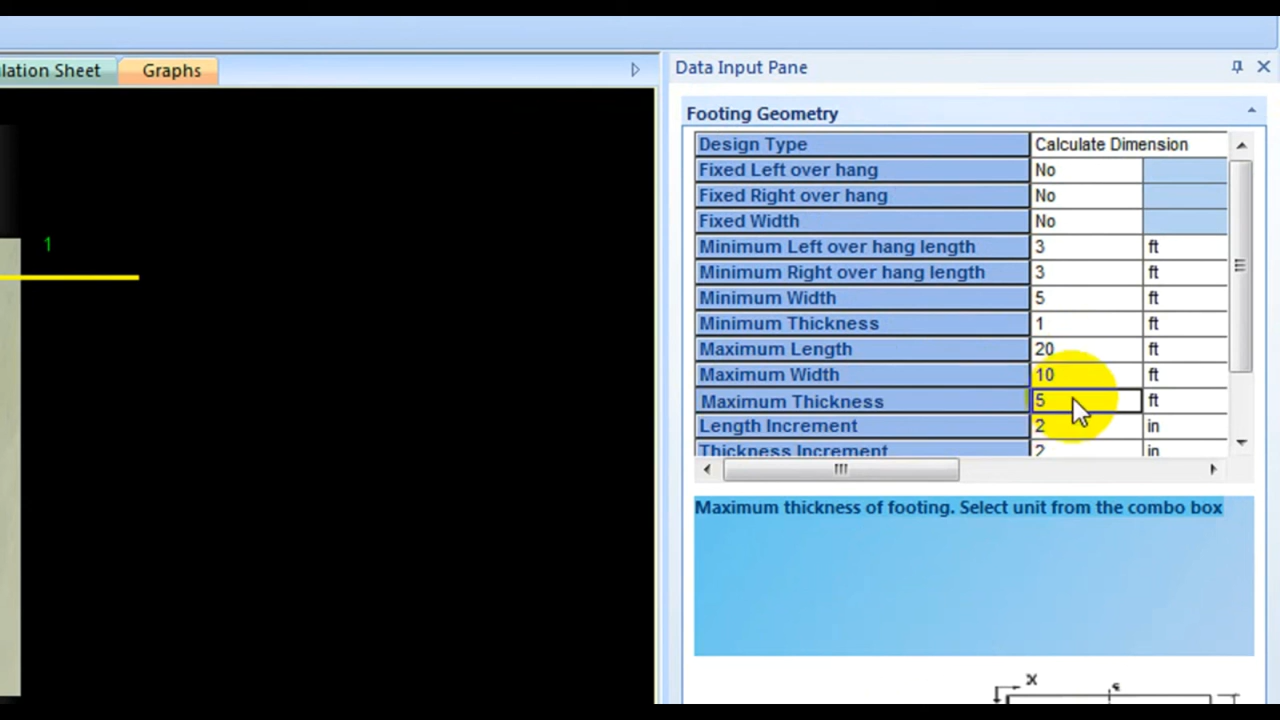 lation Sheet
Graphs
Data Input Pane
Footing Geometry
Design Type Calculate Dimension
Fixed Left over hang No
Fixed Right over hang No
Fixed Width No
Minimum Left over hang length 3 ft
Minimum Right over hang length 3 ft
Minimum Width 5 ft
Minimum Thickness 1 ft
Maximum Length 20 ft
Maximum Width 10 ft
Maximum Thickness 5 ft
Length Increment 2 in
Thickness Increment 2 in
Maximum thickness of footing. Select unit from the combo box
1
X